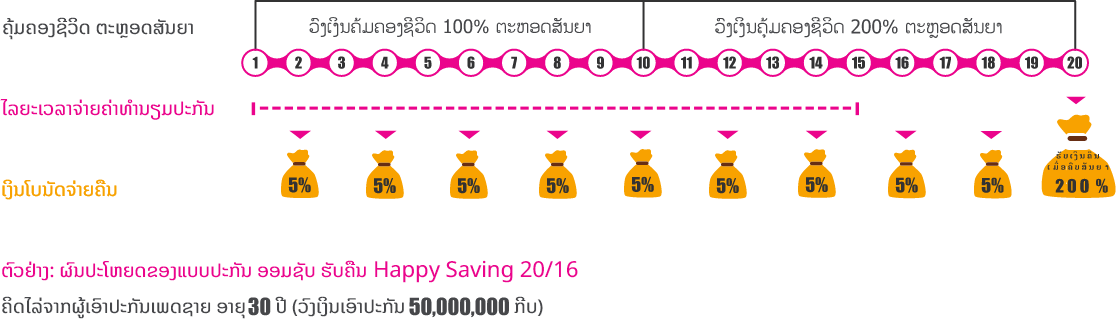 ວົງເງິນຄ້ມຄອງຊີວິດ 100% ຕະຫອດສັນຍາ
ວົງເງິນຄຸ້ມຄອງຊີວິດ 200% ຕະຫຼອດສັນຍາ
ຄຸ້ມຄອງຊີວິດ ຕະຫຼອດສັນຍາ
1 2 3 4 5 6 7 8 9 10 11 12 13 14 15 16 17 18 19 20
ໄລຍະເວລາຈ່າຍຄ່າທຳນຽມປະກັນ
ຮັບເງິນຄືນ
ເມື່ອຄົບສັນຍາ
200 %
5% 5% 5% 5% 5% 5% 5% 5% 5%
ເງິນໂບນັດຈ່າຍຄືນ
ຕົວຢ່າງ: ຜົນປະໂຫຍດຂອງແບບປະກັນ ອອມຊັບ ຮັບຄືນ Happy Saving 20/16
ຄິດໄລ່ຈາກຜູ້ເອົາປະກັນເພດຊາຍ ອາຍຸ 30 ປີ (ວົງເງິນເອົາປະກັນ 50,000,000 ກີບ)